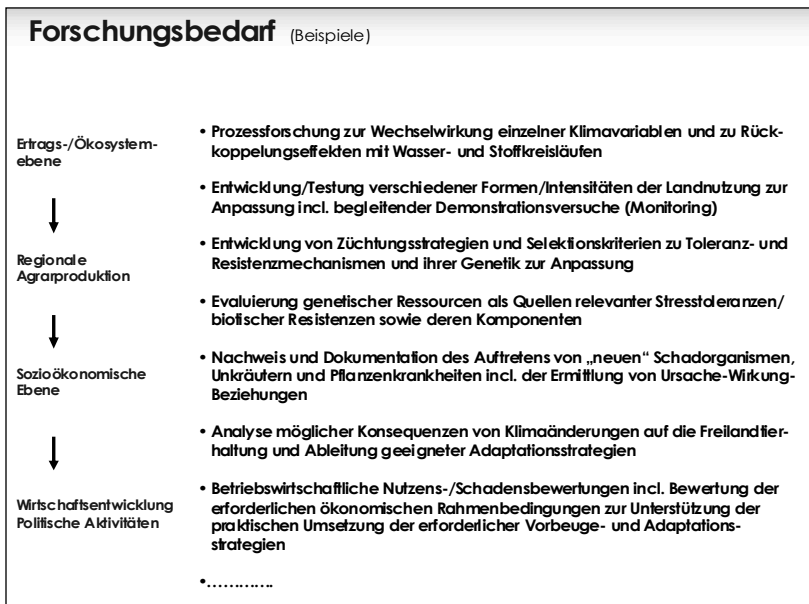 Forschungsbedarf (Beispiele)
Ertrags-/Ökosystem-
ebene
Regionale
Agrarproduktion
Sozioökonomische
Ebene
Wirtschaftsentwicklung
Politische Aktivitäten
• Prozessforschung zur Wechselwirkung einzelner Klimavariablen und zu Rück-
koppelungseffekten mit Wasser- und Stoffkreisläufen
• Entwicklung/Testung verschiedener Formen/Intensitäten der Landnutzung zur
Anpassung incl. begleitender Demonstrationsversuche (Monitoring)
• Entwicklung von Züchtungsstrategien und Selektionskriterien zu Toleranz- und
Resistenzmechanismen und ihrer Genetik zur Anpassung
• Evaluierung genetischer Ressourcen als Quellen relevanter Stresstoleranzen/
biotischer Resistenzen sowie deren Komponenten
• Nachweis und Dokumentation des Auftretens von „neuen“ Schadorganismen,
Unkräutern und Pflanzenkrankheiten incl. der Ermittlung von Ursache-Wirkung-
Beziehungen
• Analyse möglicher Konsequenzen von Klimaänderungen auf die Freilandtier-
haltung und Ableitung geeigneter Adaptationsstrategien
• Betriebswirtschaftliche Nutzens-/Schadensbewertungen incl. Bewertung der
erforderlichen ökonomischen Rahmenbedingungen zur Unterstützung der
praktischen Umsetzung der erforderlicher Vorbeuge- und Adaptations-
strategien
•………….